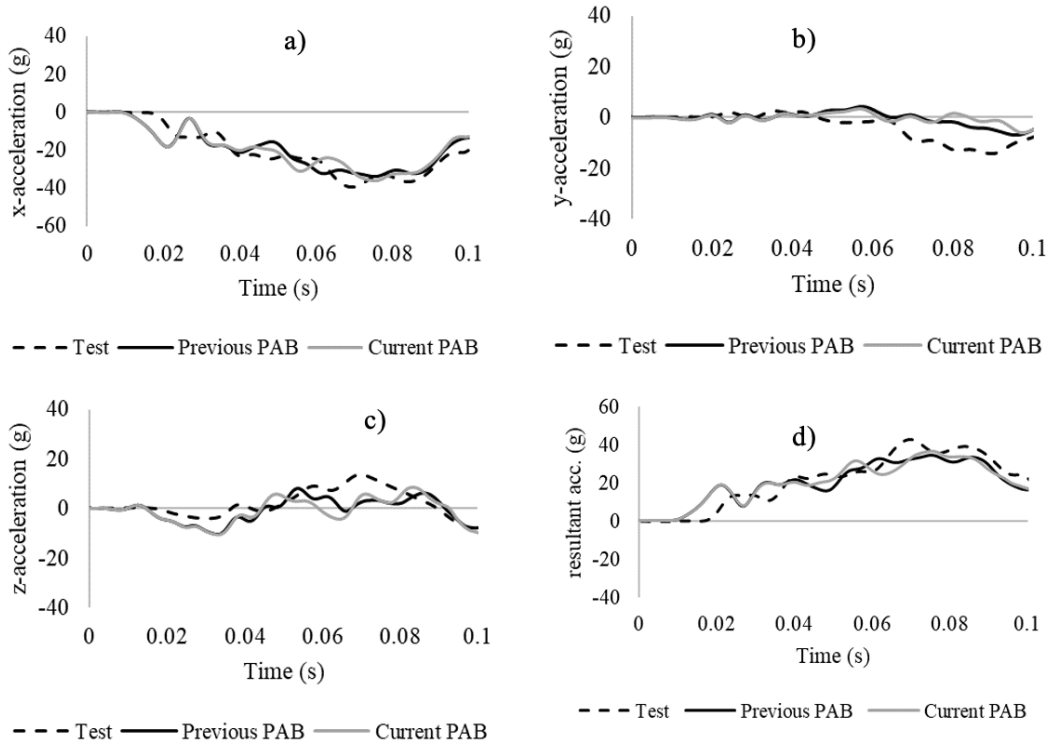 a)
x-acceleration (g)
40
20
0
-20
-40
-60
0 0.02 0.04 0.06 0.08 0.1
Time (s)
Test Previous PAB Current PAB
b)
y-acceleration (g)
40
20
0
-20
-40
0 0.02 0.04 0.06 0.08 0.1
Time (s)
Test Previous PAB Current PAB
c)
z-acceleration (g)
40
20
0
-20
-40
0 0.02 0.04 0.06 0.08 0.1
Time (s)
Test Previous PAB Current PAB
d)
resultant acc. (g)
60
40
20
0
-20
-40
0 0.02 0.04 0.06 0.08 0.1
Time (s)
Test Previous PAB Current PAB